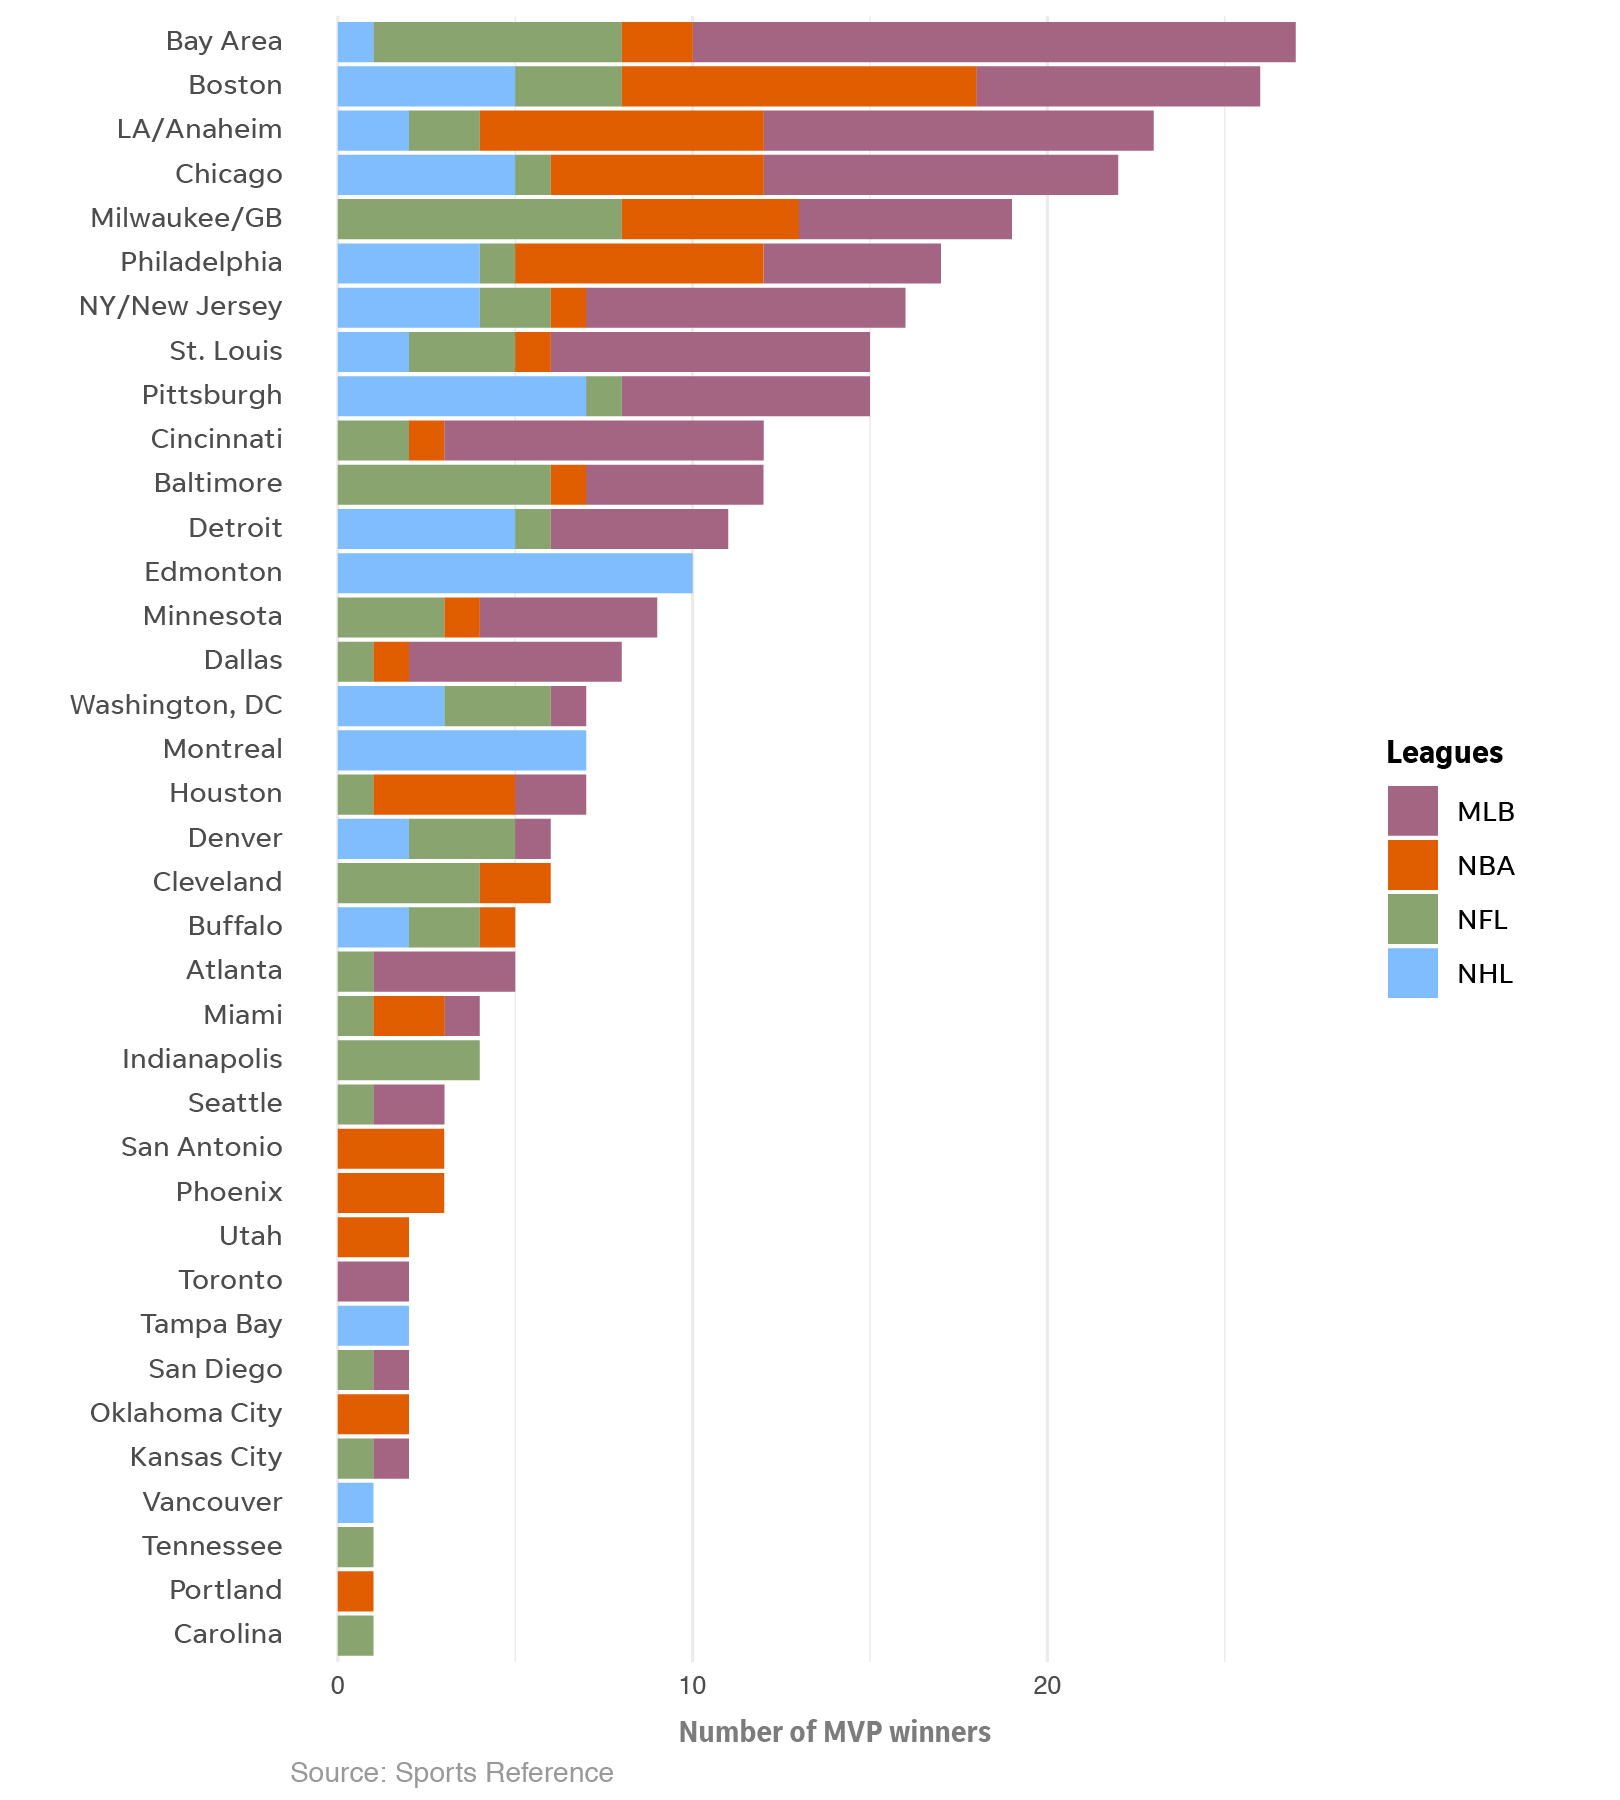 Bay Area
Boston
LA/Anaheim
Chicago
Milwaukee/GB
Philadelphia
NY/New Jersey
St. Louis
Pittsburgh
Cincinnati
Baltimore
Detroit
Edmonton
Minnesota
Dallas
Washington, DC
Montreal
Houston
Denver
Cleveland
Buffalo
Atlanta
Miami
Indianapolis
Seattle
San Antonio
Phoenix
Utah
Toronto
Tampa Bay
San Diego
Oklahoma City
Kansas City
Vancouver
Tennessee
Portland
Carolina
0 10 20
Number of MVP winners
Source: Sports Reference
Leagues
MLB
NBA
NFL
NHL